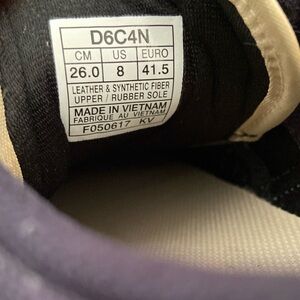 D6C4N
CM US EURO
26.0 8 41.5
LEATHER & SYNTHETIC FIBER
UPPER / RUBBER SOLE
MADE IN VIETNAM
FABRIQUE AU VIETNAM
F050617 KV